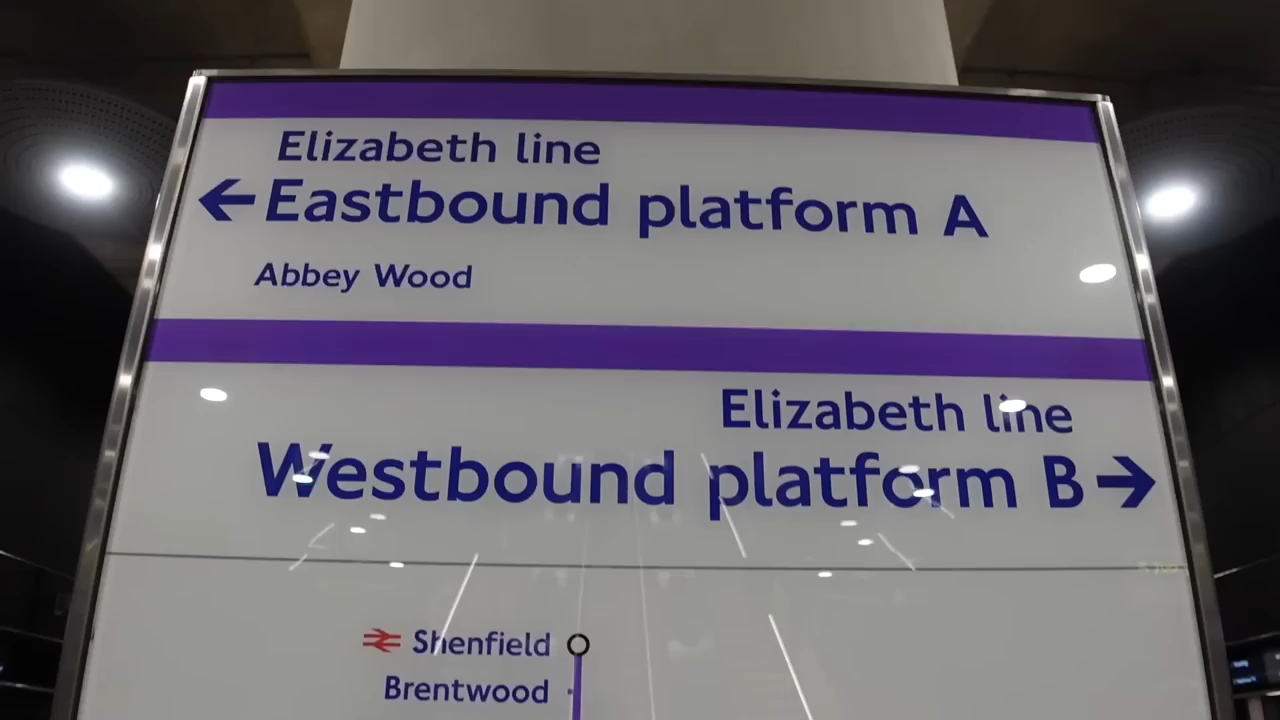 Elizabeth line
←Eastbound platform A
Abbey Wood
Elizabeth line
Westbound platform B→
Shenfield
Brentwood